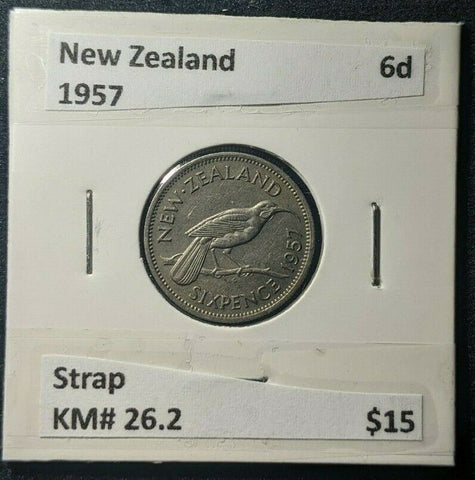 New Zealand 6d
1957
NEW·ZEALAND
1957
SIXPENCE
Strap
KM# 26.2 $15